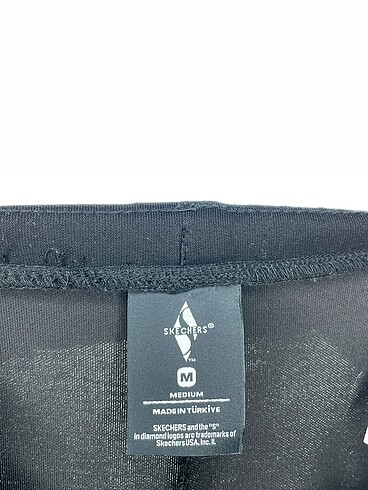 SKECHERS®
TM
M
MEDIUM
MADE IN TÜRKİYE
SKECHERS and the "S"
in diamond logos are trademarks of
Skechers USA, Inc. II.